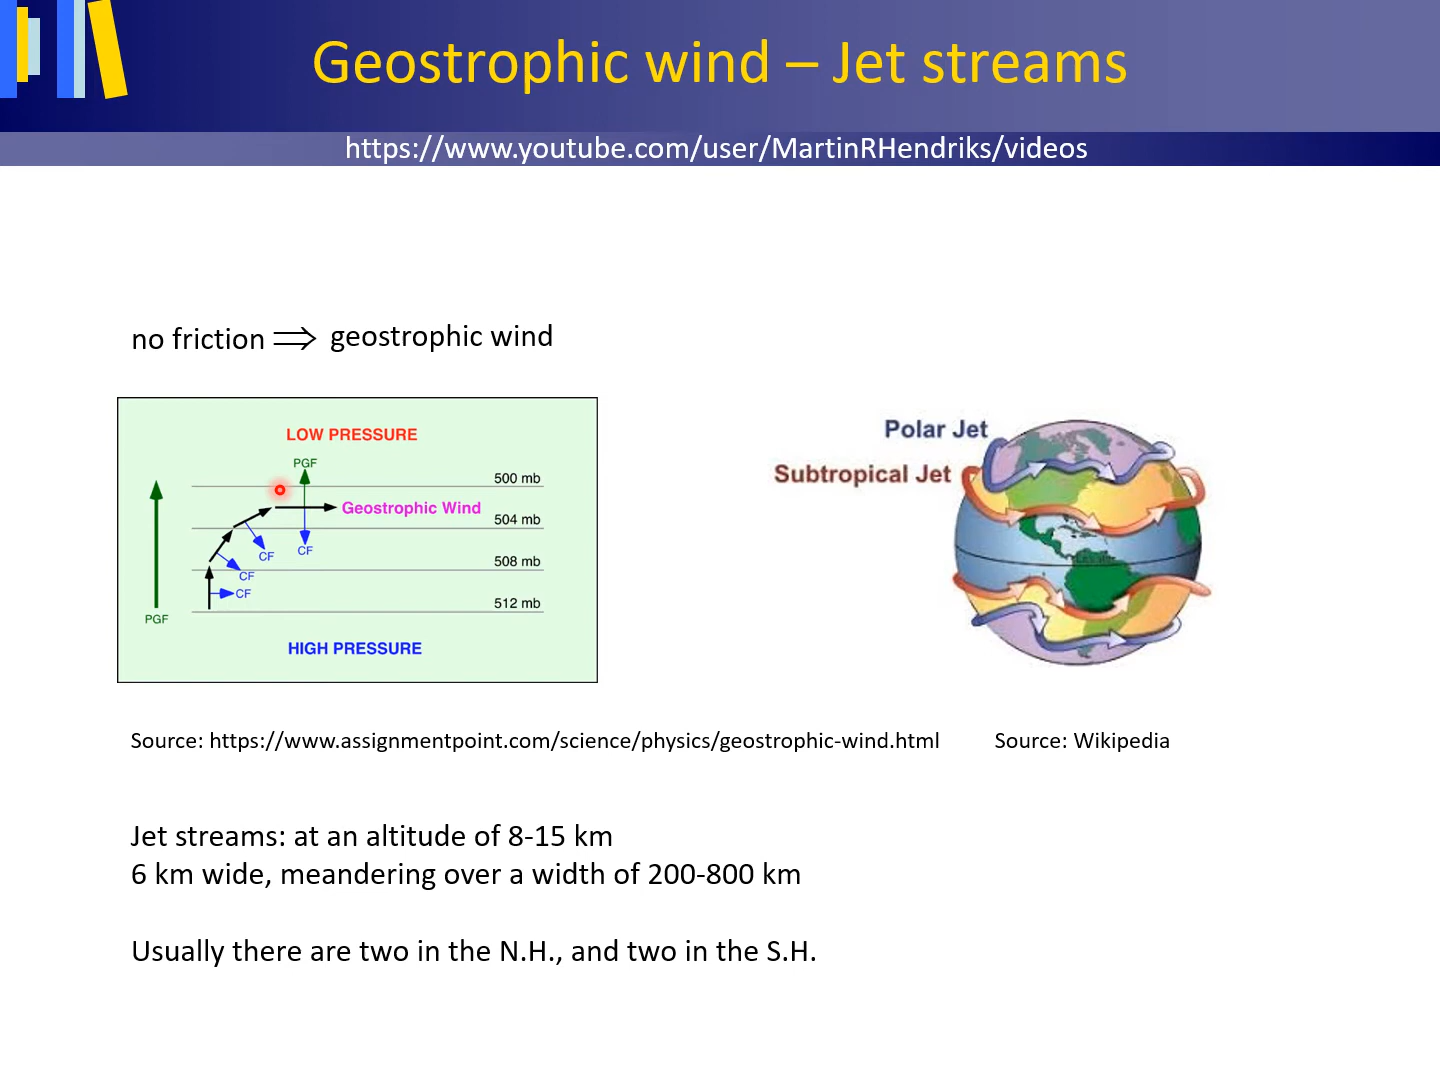 Geostrophic wind – Jet streams
https://www.youtube.com/user/MartinRHendriks/videos
no friction ⟹ geostrophic wind
LOW PRESSURE
PGF
500 mb
Geostrophic Wind
504 mb
CF
CF
508 mb
CF
CF
512 mb
PGF
HIGH PRESSURE
Polar Jet
Subtropical Jet
Source: https://www.assignmentpoint.com/science/physics/geostrophic-wind.html
Source: Wikipedia
Jet streams: at an altitude of 8-15 km
6 km wide, meandering over a width of 200-800 km
Usually there are two in the N.H., and two in the S.H.